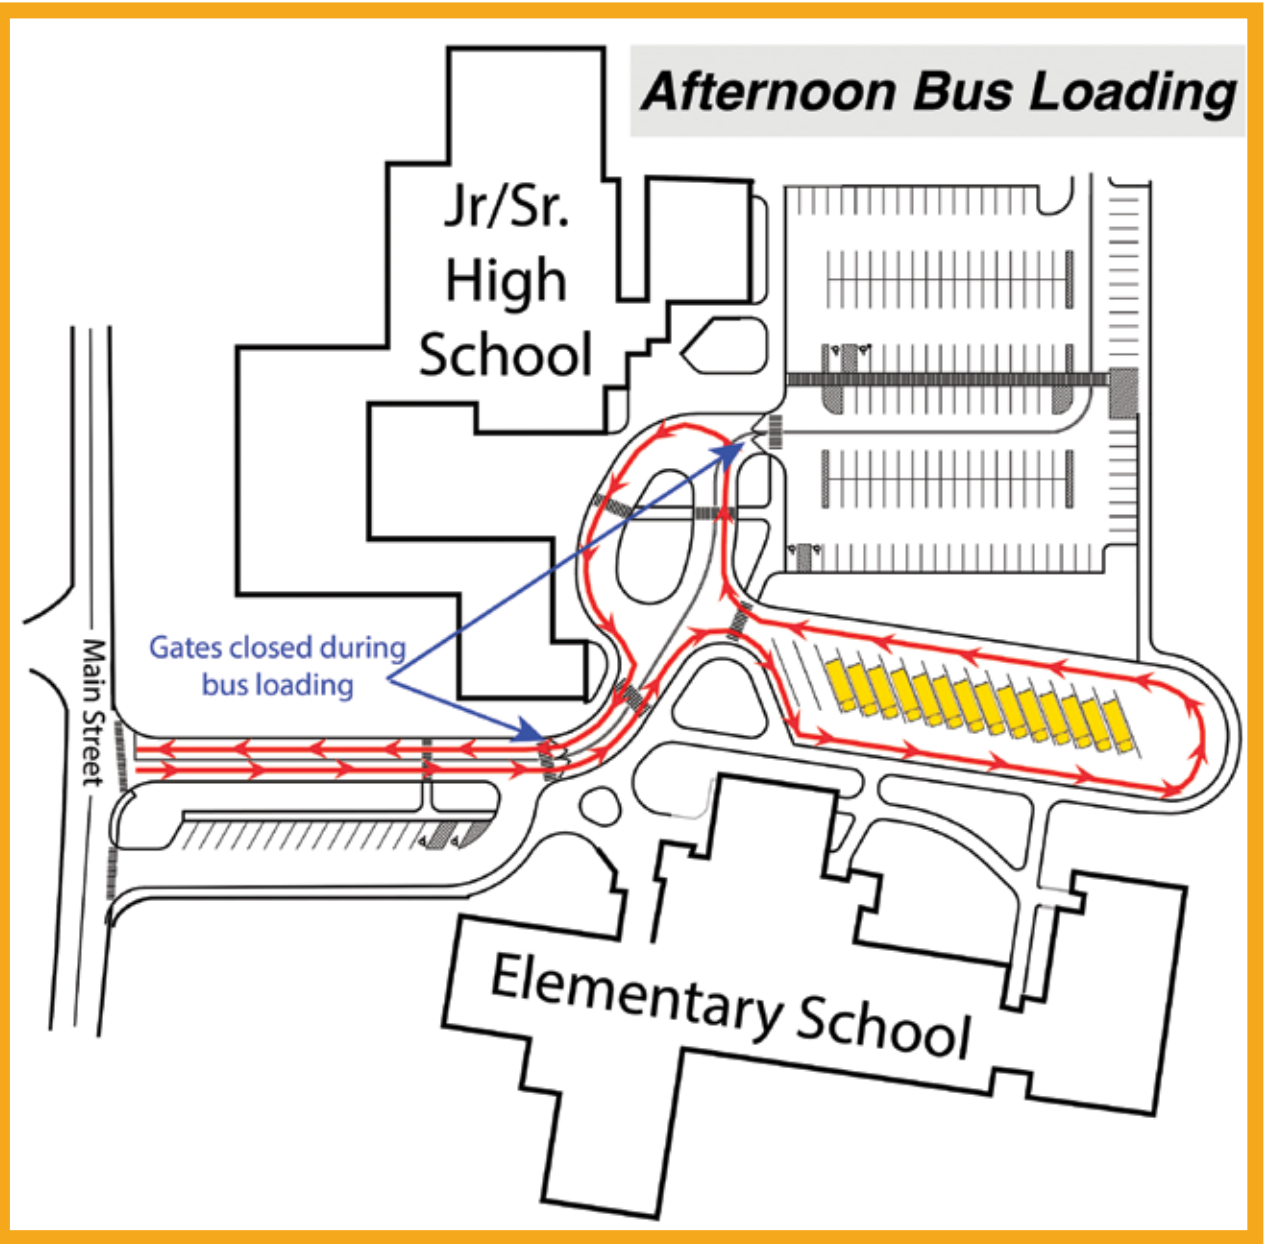 Afternoon Bus Loading
Jr/Sr.
High
School
Gates closed during
bus loading
Main Street
Elementary School